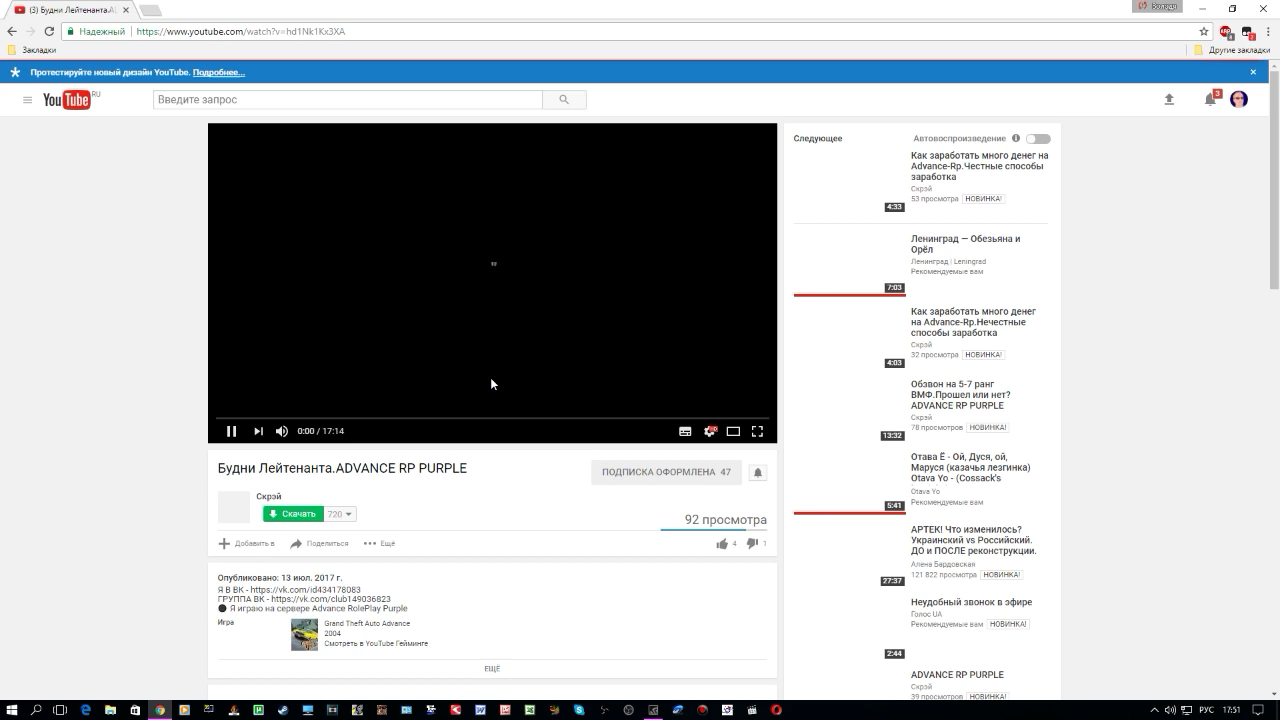 (3) Будни Лейтенанта.AD
Володя
Надежный
https://www.youtube.com/watch?v=hd1Nk1Kx3XA
Закладки
Другие закладки
Протестируйте новый дизайн YouTube. Подробнее...
YouTube RU
Введите запрос
3
0:00 / 17:14
Будни Лейтенанта.ADVANCE RP PURPLE
ПОДПИСКА ОФОРМЛЕНА 47
Скрэй
Скачать 720
92 просмотра
Добавить в
Поделиться
Ещё
4
1
Опубликовано: 13 июл. 2017 г.
Я В ВК - https://vk.com/id434178083
ГРУППА ВК - https://vk.com/club149036823
Я играю на сервере Advance RolePlay Purple
Игра
Grand Theft Auto Advance
2004
Смотреть в YouTube Гейминге
ЕЩЁ
Следующее
Автовоспроизведение
Как заработать много денег на
Advance-Rp.Честные способы
заработка
Скрэй
53 просмотра НОВИНКА!
4:33
Ленинград — Обезьяна и
Орёл
Ленинград | Leningrad
Рекомендуемые вам
7:03
Как заработать много денег
на Advance-Rp.Нечестные
способы заработка
Скрэй
32 просмотра НОВИНКА!
4:03
Обзвон на 5-7 ранг
ВМФ.Прошел или нет?
ADVANCE RP PURPLE
Скрэй
78 просмотров НОВИНКА!
13:32
Отава Ё - Ой, Дуся, ой,
Маруся (казачья лезгинка)
Otava Yo - (Cossack's
Otava Yo
Рекомендуемые вам
5:41
АРТЕК! Что изменилось?
Украинский vs Российский.
ДО и ПОСЛЕ реконструкции.
Алена Бардовская
121 822 просмотра НОВИНКА!
27:37
Неудобный звонок в эфире
Голос UA
Рекомендуемые вам НОВИНКА!
2:44
ADVANCE RP PURPLE
Скрэй
39 просмотров НОВИНКА!
РУС
17:51